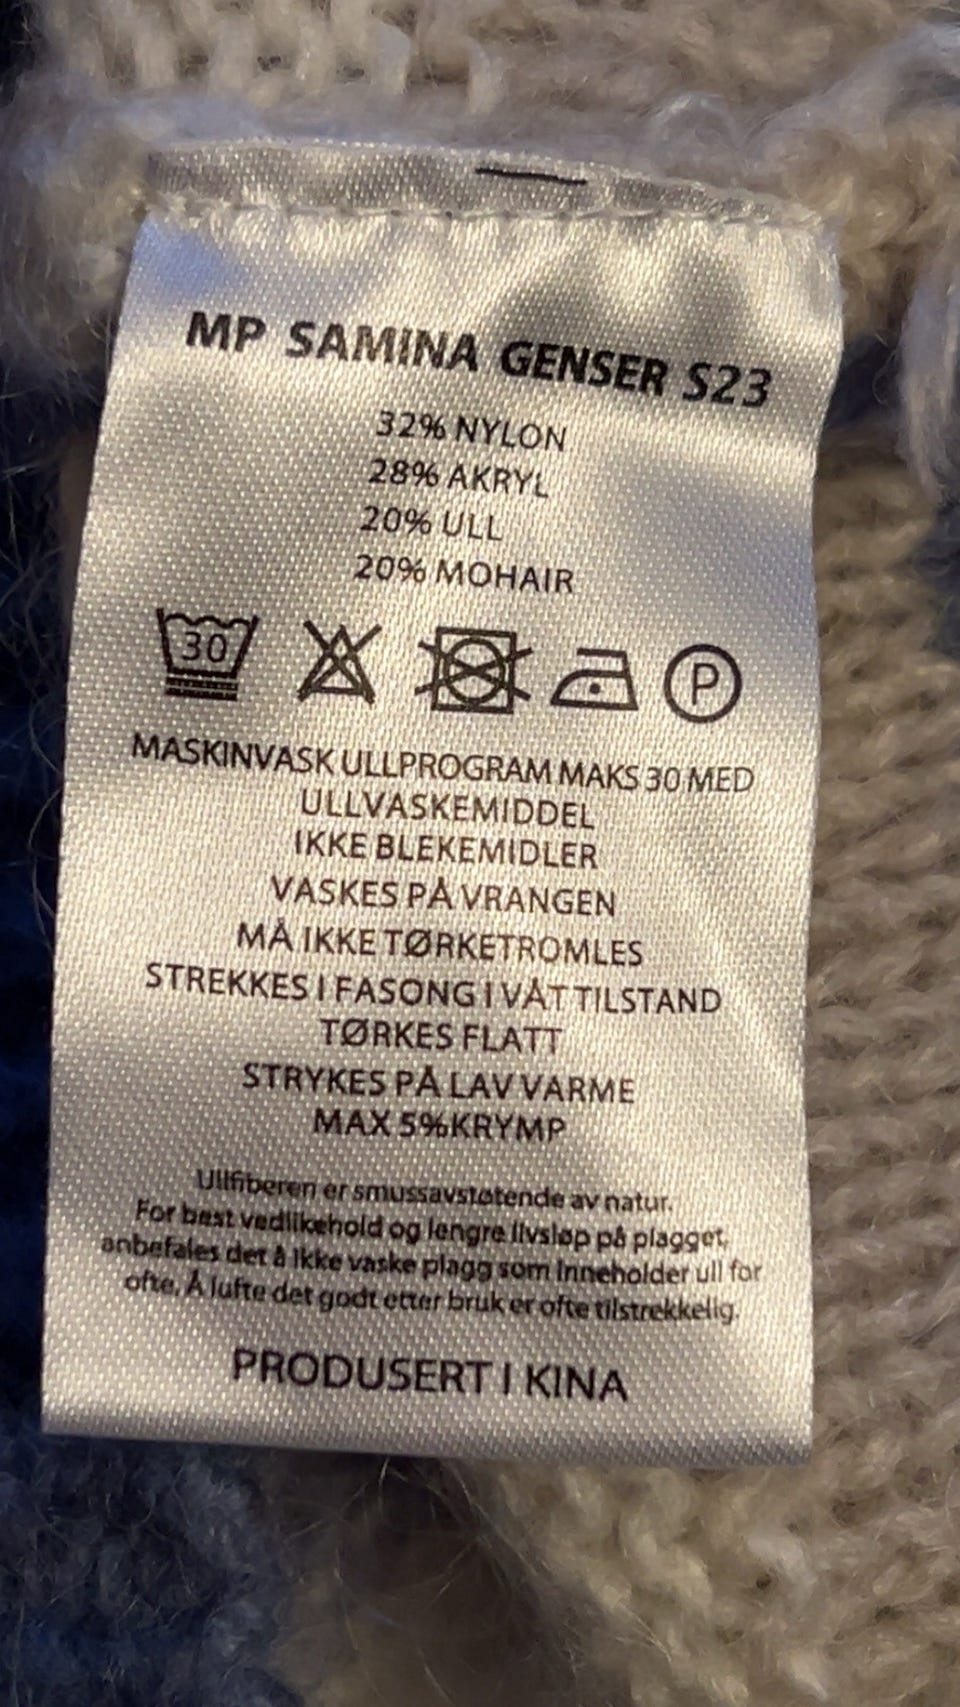 MP SAMINA GENSER S23
32% NYLON
28% AKRYL
20% ULL
20% MOHAIR
30
P
MASKINVASK ULLPROGRAM MAKS 30 MED
ULLVASKEMIDDEL
IKKE BLEKEMIDLER
VASKES PÅ VRANGEN
MÅ IKKE TØRKETROMLES
STREKKES I FASONG I VÅT TILSTAND
TØRKES FLATT
STRYKES PÅ LAV VARME
MAX 5% KRYMP
Ullfiberen er smussavstøtende av natur.
For best vedlikehold og lengre livsløp på plagget,
anbefales det å ikke vaske plagg som inneholder ull for
ofte. Å lufte det godt etter bruk er ofte tilstrekkelig.
PRODUSERT I KINA